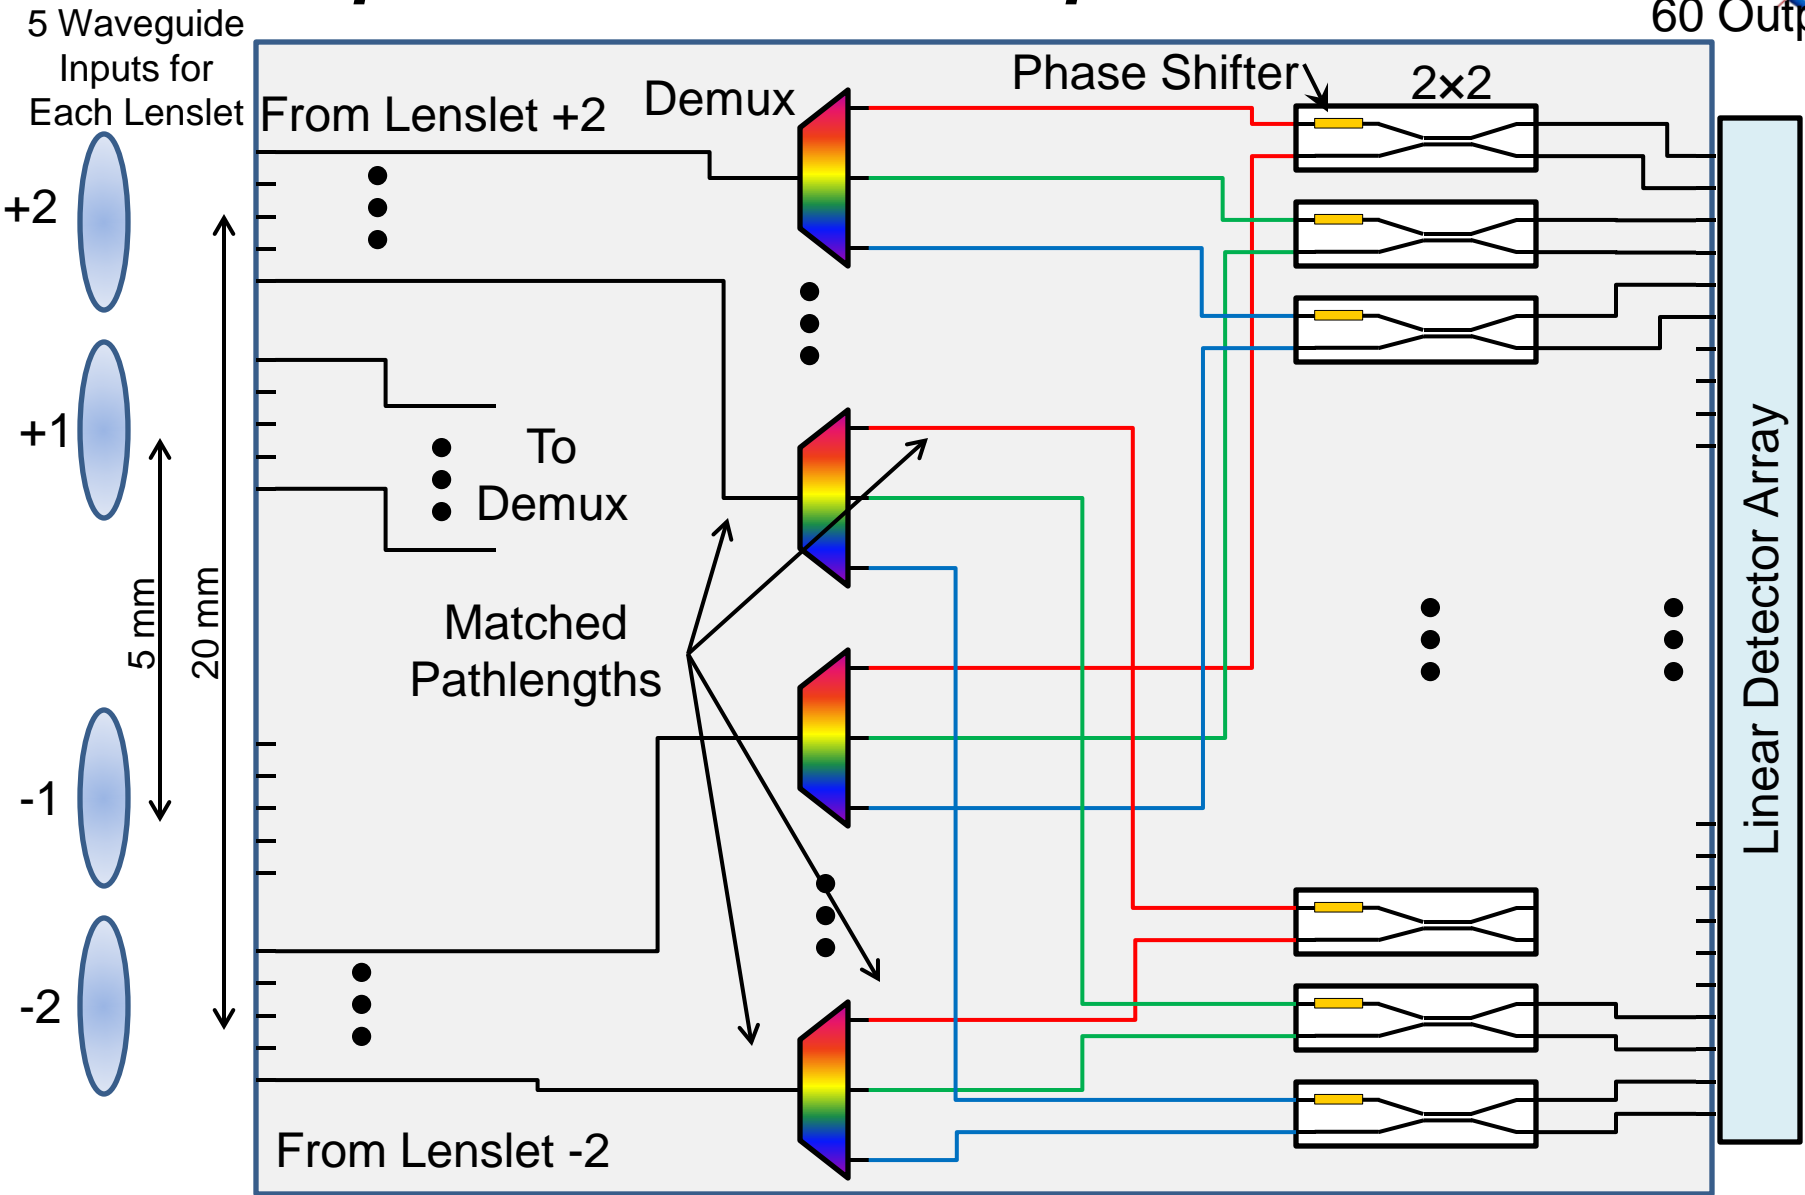 5 Waveguide
Inputs for
Each Lenslet
60
From Lenslet +2
Demux
Phase Shifter
2×2
+2
+1
To
Demux
5 mm
20 mm
Matched
Pathlengths
-1
-2
From Lenslet -2
Linear Detector Array